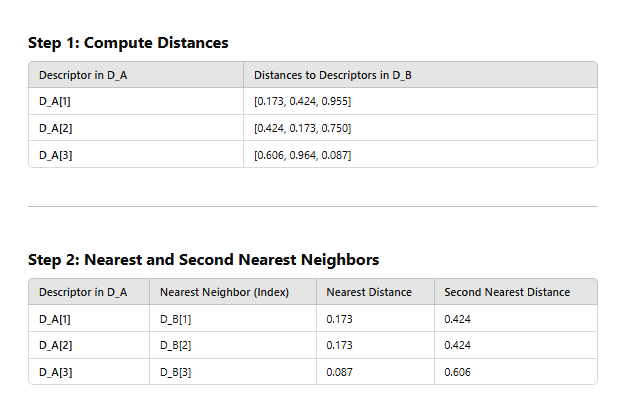 Step 1: Compute Distances
Descriptor in D_A Distances to Descriptors in D_B
D_A[1] [0.173, 0.424, 0.955]
D_A[2] [0.424, 0.173, 0.750]
D_A[3] [0.606, 0.964, 0.087]
Step 2: Nearest and Second Nearest Neighbors
Descriptor in D_A Nearest Neighbor (Index) Nearest Distance Second Nearest Distance
D_A[1] D_B[1] 0.173 0.424
D_A[2] D_B[2] 0.173 0.424
D_A[3] D_B[3] 0.087 0.606